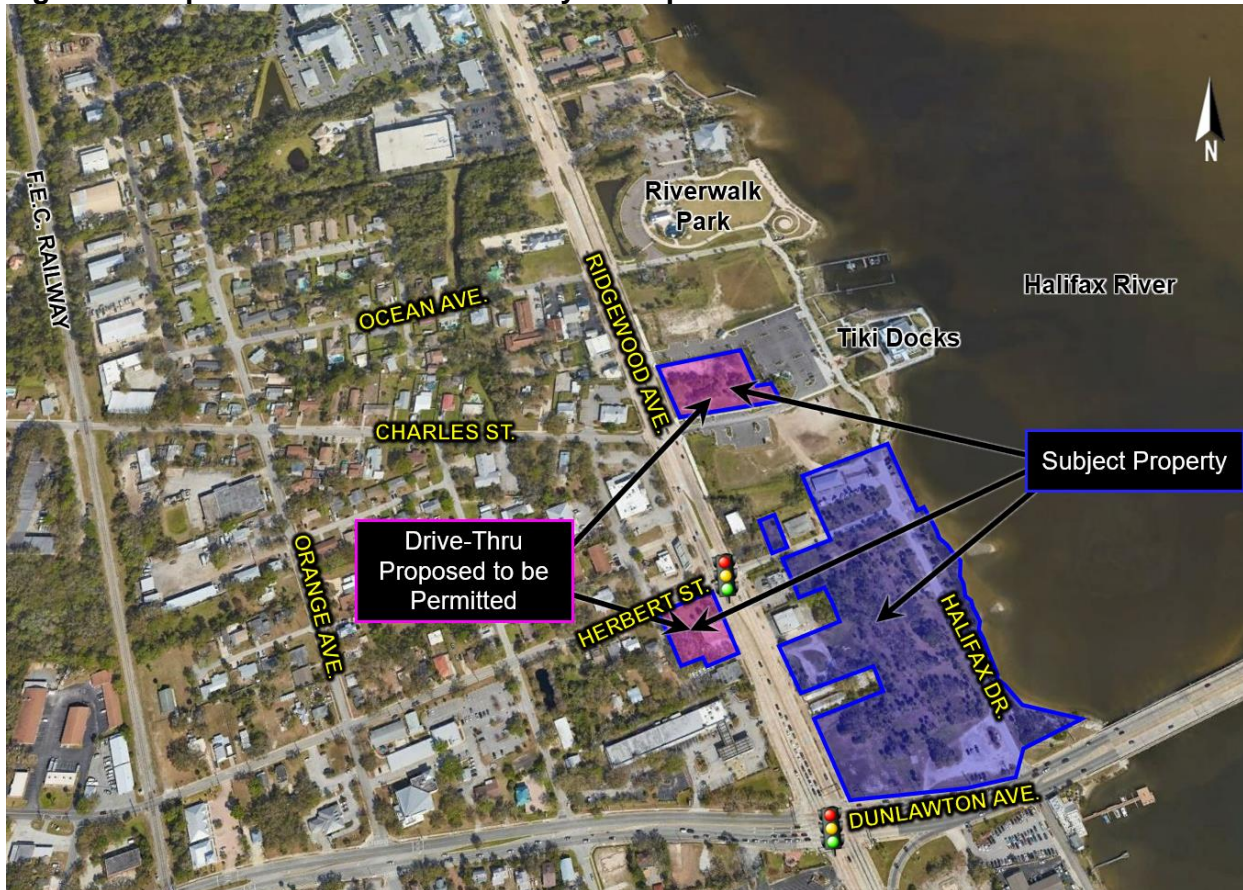 N
Riverwalk
Park
F.E.C. RAILWAY
RIDGEWOOD AVE.
Halifax River
OCEAN AVE.
Tiki Docks
CHARLES ST.
Subject Property
Drive-Thru
Proposed to be
Permitted
ORANGE AVE.
HERBERT ST.
HALIFAX DR.
DUNLAWTON AVE.